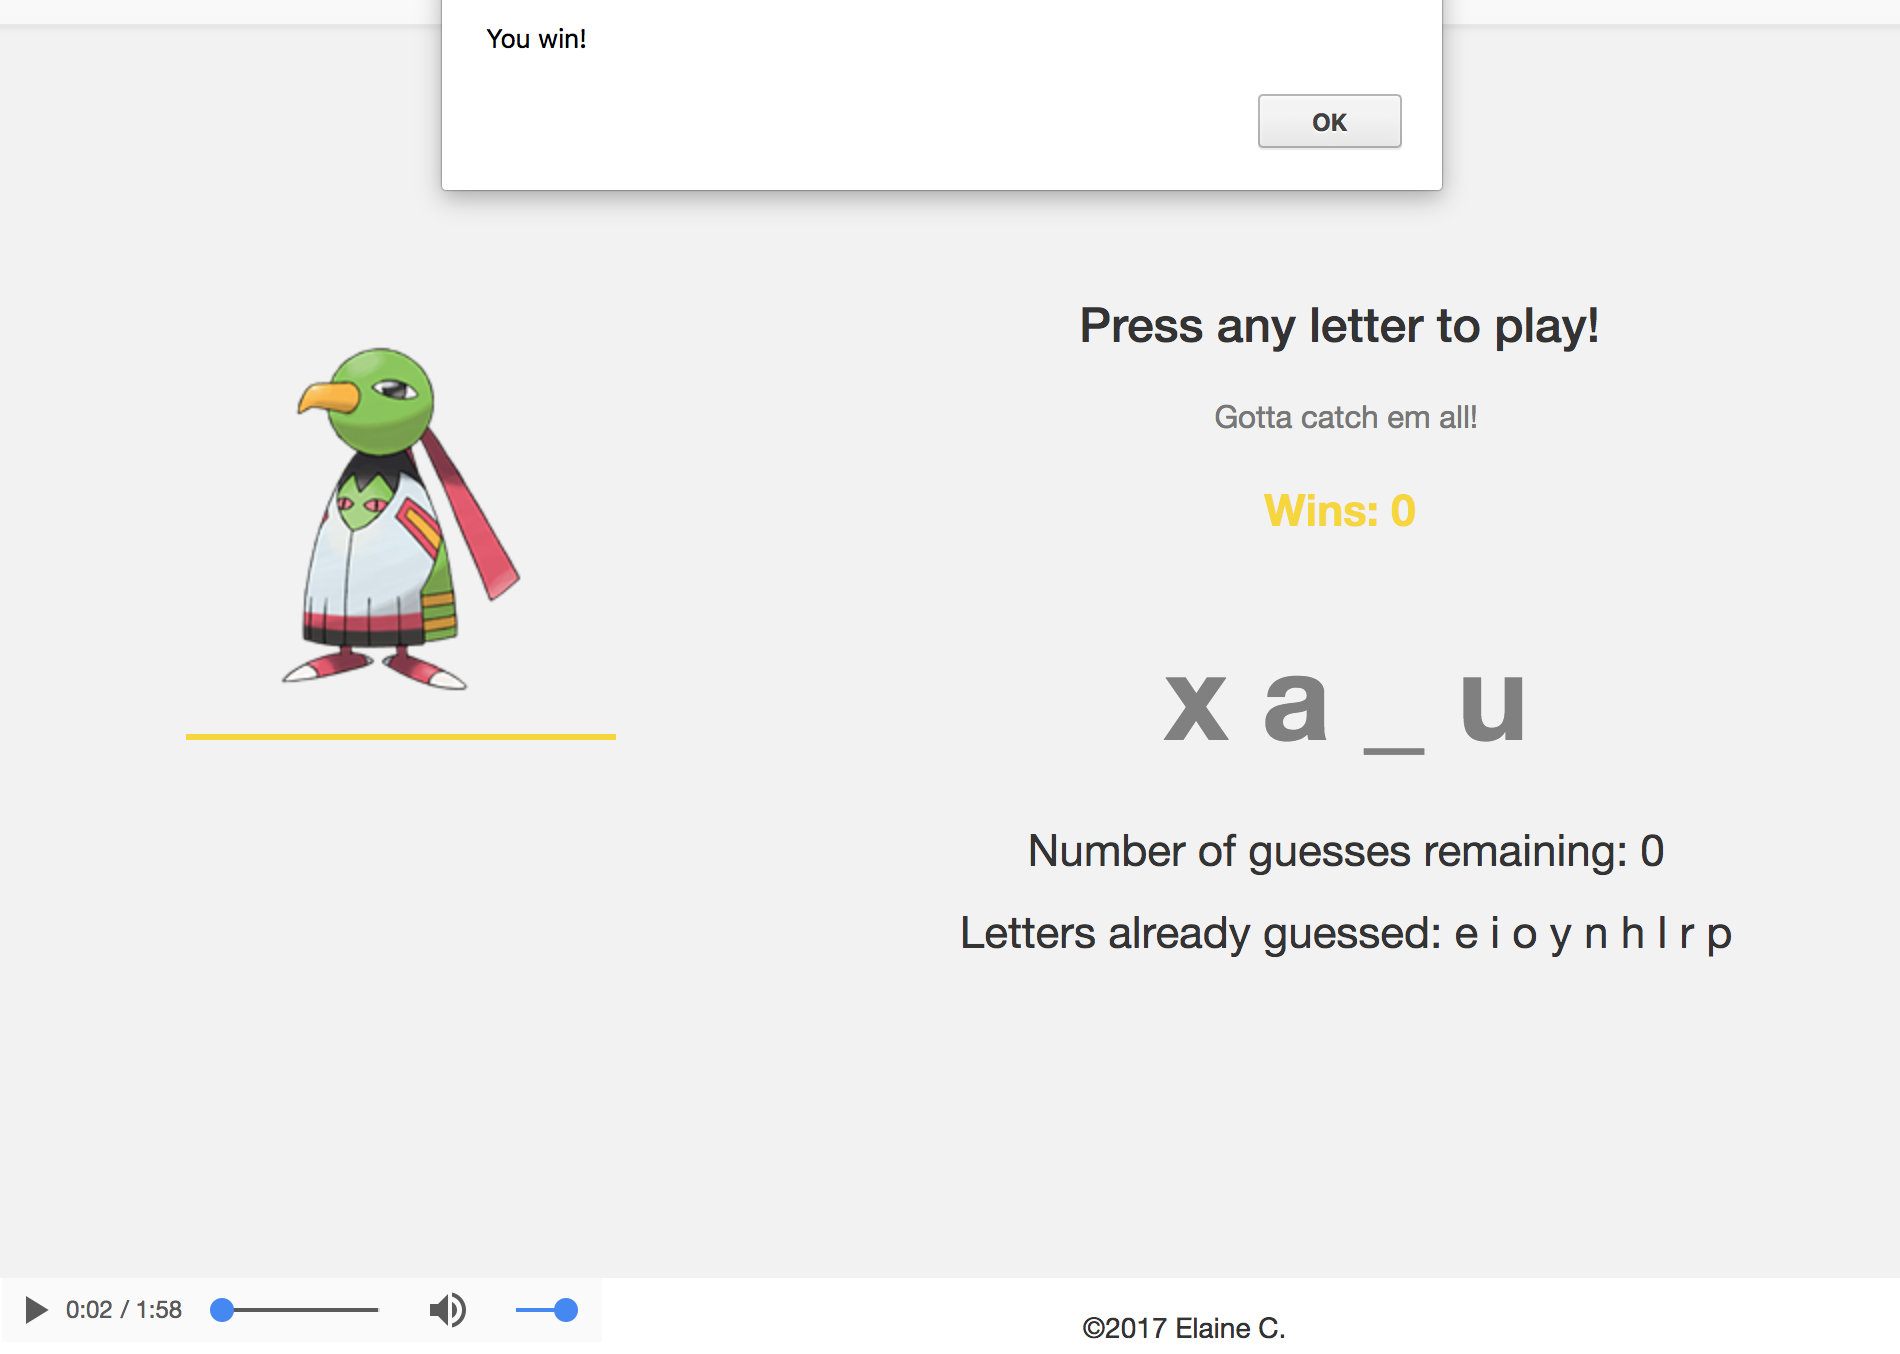 You win!
OK
Press any letter to play!
Gotta catch em all!
Wins: 0
x a _ u
Number of guesses remaining: 0
Letters already guessed: e i o y n h l r p
0:02 / 1:58
©2017 Elaine C.